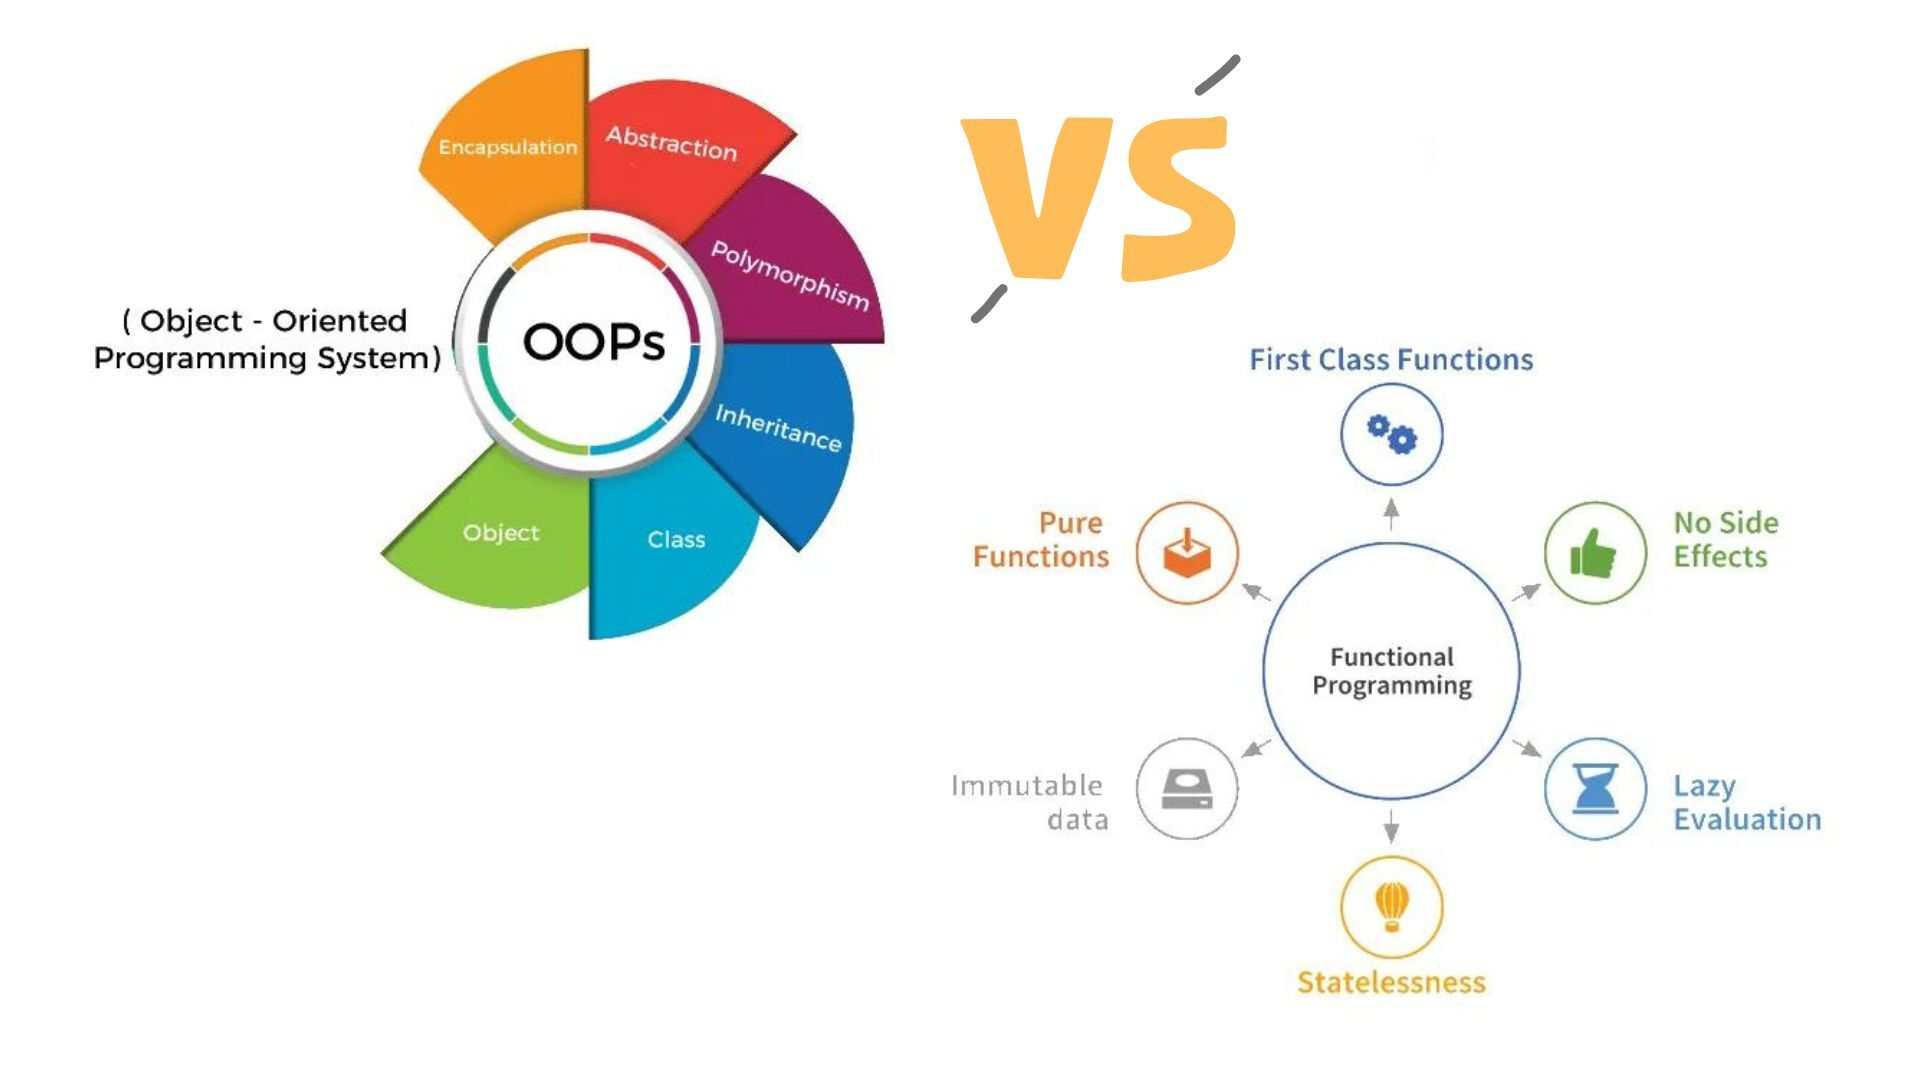 Encapsulation
Abstraction
Polymorphism
Inheritance
Class
Object
OOPs
( Object - Oriented
Programming System)
VS
First Class Functions
Pure
Functions
No Side
Effects
Functional
Programming
Immutable
data
Lazy
Evaluation
Statelessness